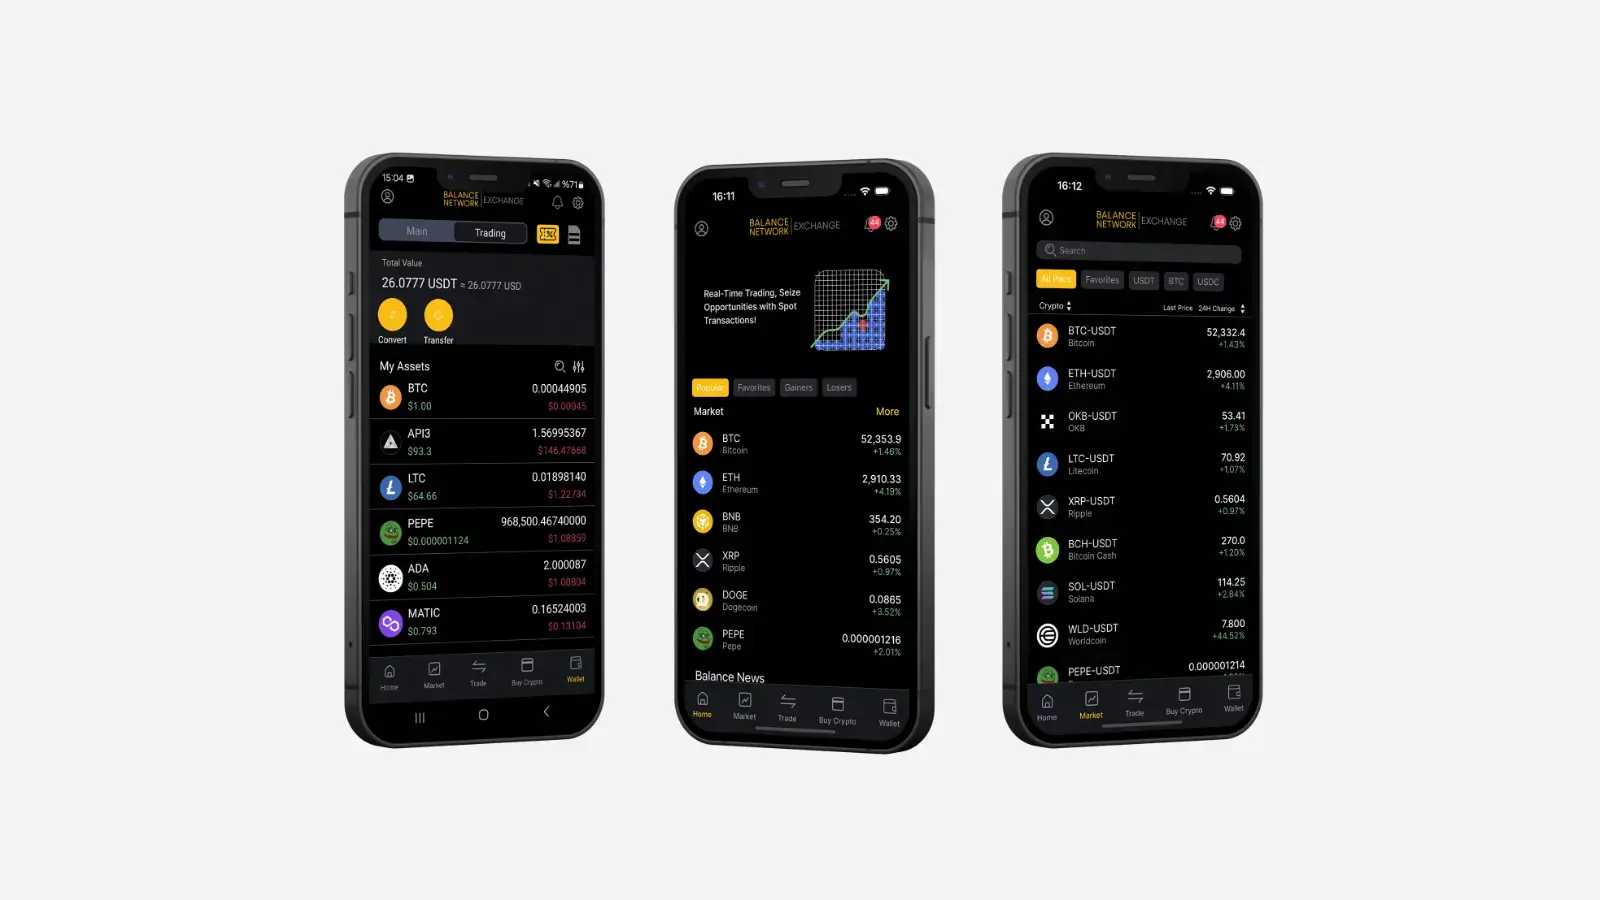 15:04
%71
BALANCE
NETWORK
EXCHANGE
Main
Trading
Total Value
26.0777 USDT ≈ 26.0777 USD
Convert
Transfer
My Assets
BTC 0.00044905
$1.00 $0.00045
API3 1.56995367
$93.3 $146.47668
LTC 0.01898140
$64.66 $1.22734
PEPE 968,500.46740000
$0.000001124 $1.08859
ADA 2.000087
$0.504 $1.00804
MATIC 0.16524003
$0.793 $0.13104
Home Market Trade Buy Crypto Wallet
16:11
BALANCE
NETWORK
EXCHANGE
44
Real-Time Trading, Seize
Opportunities with Spot
Transactions!
Popular Favorites Gainers Losers
Market More
BTC 52,353.9
Bitcoin +1.46%
ETH 2,910.33
Ethereum +4.19%
BNB 354.20
BNB +0.25%
XRP 0.5605
Ripple +0.97%
DOGE 0.0865
Dogecoin +3.52%
PEPE 0.000001216
Pepe +2.01%
Balance News
Home Market Trade Buy Crypto Wallet
16:12
BALANCE
NETWORK
EXCHANGE
44
Search
All Pairs Favorites USDT BTC USDC
Crypto Last Price 24H Change
BTC-USDT 52,332.4
Bitcoin +1.43%
ETH-USDT 2,906.00
Ethereum +4.11%
OKB-USDT 53.41
OKB +1.73%
LTC-USDT 70.92
Litecoin +1.07%
XRP-USDT 0.5604
Ripple +0.97%
BCH-USDT 270.0
Bitcoin Cash +1.20%
SOL-USDT 114.25
Solana +2.84%
WLD-USDT 7.800
Worldcoin +44.52%
PEPE-USDT 0.000001214
Home Market Trade Buy Crypto Wallet